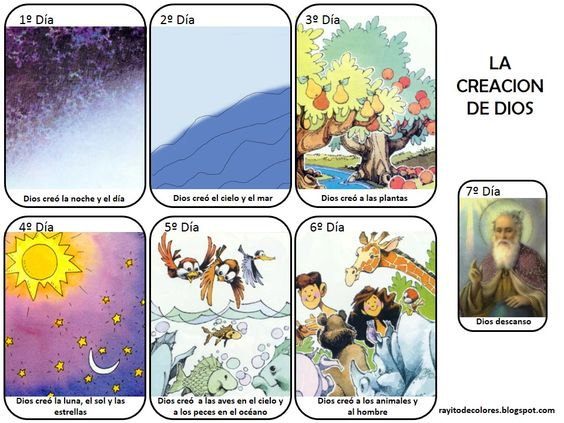 1º Día
2º Día
3º Día
LA
CREACION
DE DIOS
Dios creó la noche y el día
Dios creó el cielo y el mar
Dios creó a las plantas
4º Día
5º Día
6º Día
7º Día
Dios creó la luna, el sol y las
estrellas
Dios creó  a las aves en el cielo y
a los peces en el océano
Dios creó a los animales y
al hombre
Dios descanso
rayitodecolores.blogspot.com